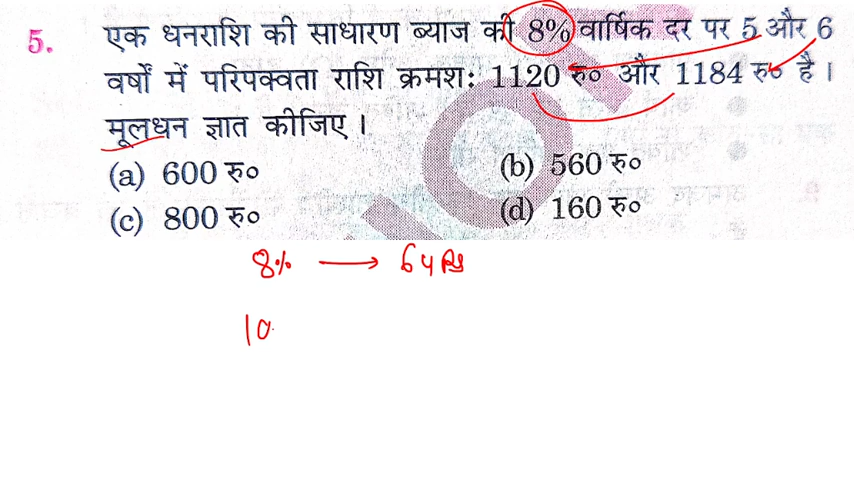 5. एक धनराशि की साधारण ब्याज की 8% वार्षिक दर पर 5 और 6
वर्षों में परिपक्वता राशि क्रमशः 1120 रु० और 1184 रु० है।
मूलधन ज्ञात कीजिए।
(a) 600 रु० (b) 560 रु०
(c) 800 रु० (d) 160 रु०
8% → 64 Rs
10